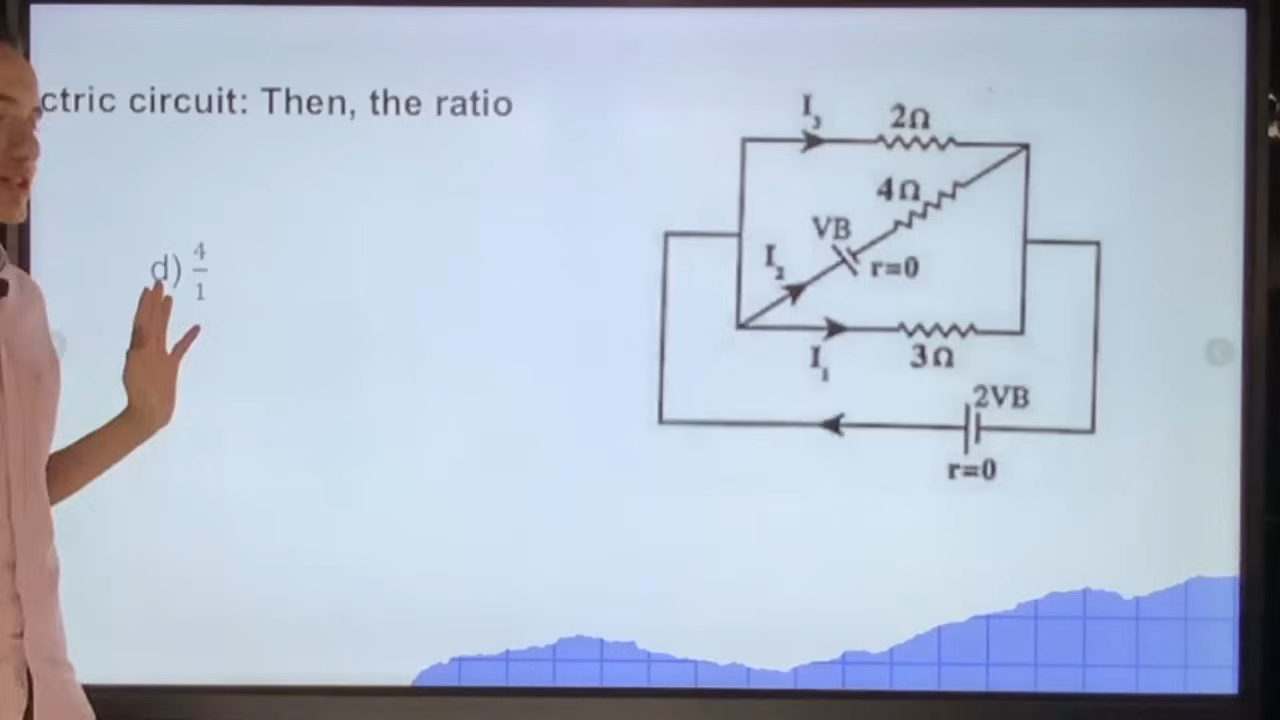 ctric circuit: Then, the ratio
d) 4/1
I₃ 2Ω
4Ω
VB
I₂ r=0
I₁ 3Ω
2VB
r=0